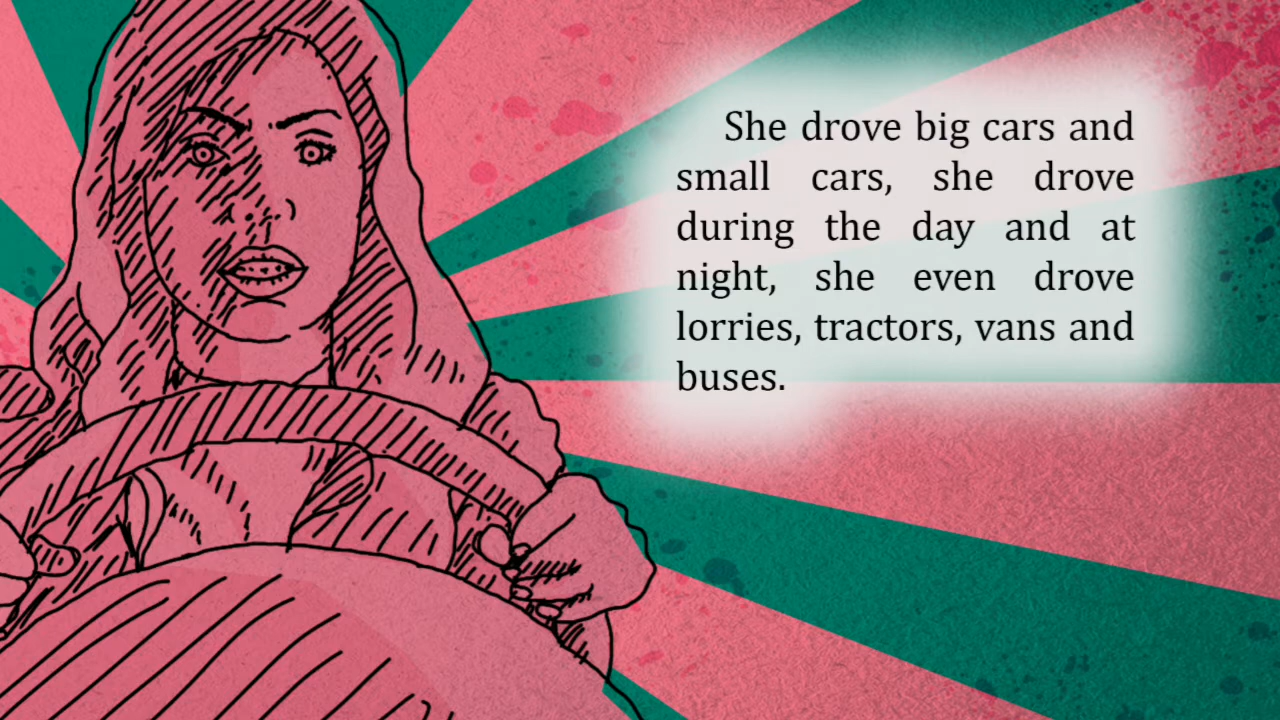 She drove big cars and
small cars, she drove
during the day and at
night, she even drove
lorries, tractors, vans and
buses.